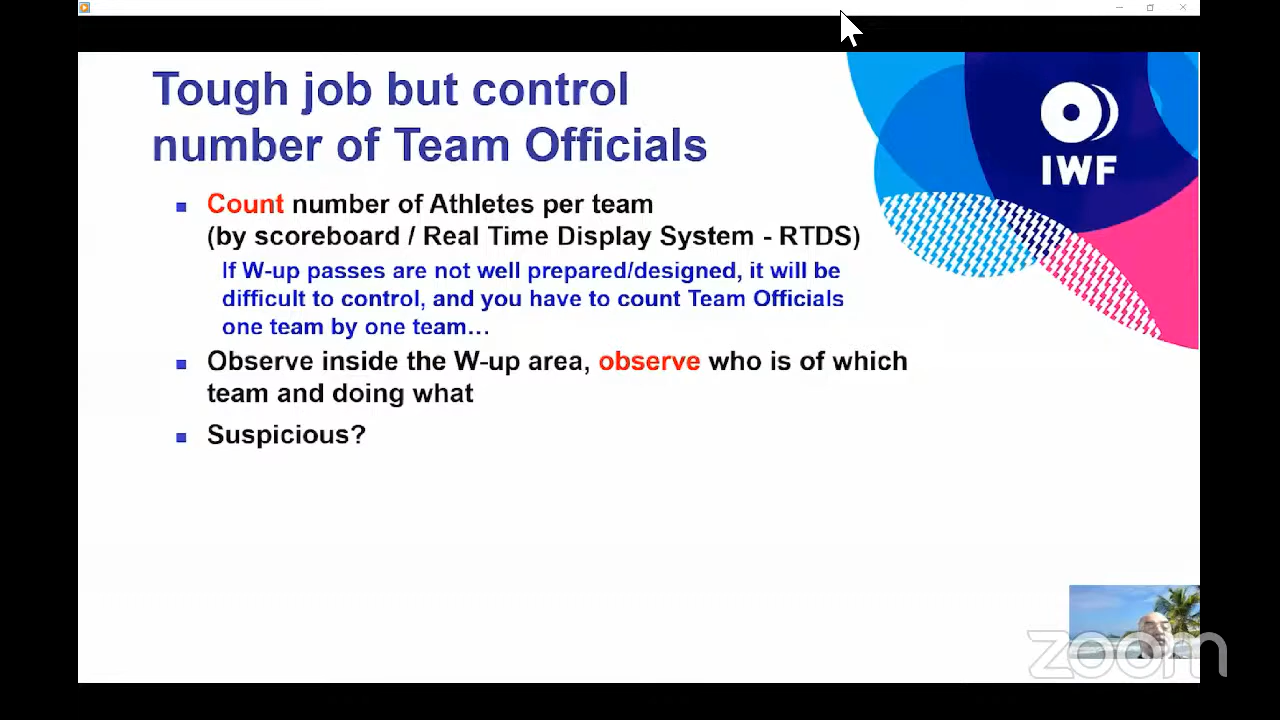 Tough job but control
number of Team Officials
IWF
Count number of Athletes per team
(by scoreboard / Real Time Display System - RTDS)
If W-up passes are not well prepared/designed, it will be
difficult to control, and you have to count Team Officials
one team by one team…
Observe inside the W-up area, observe who is of which
team and doing what
Suspicious?
zoom